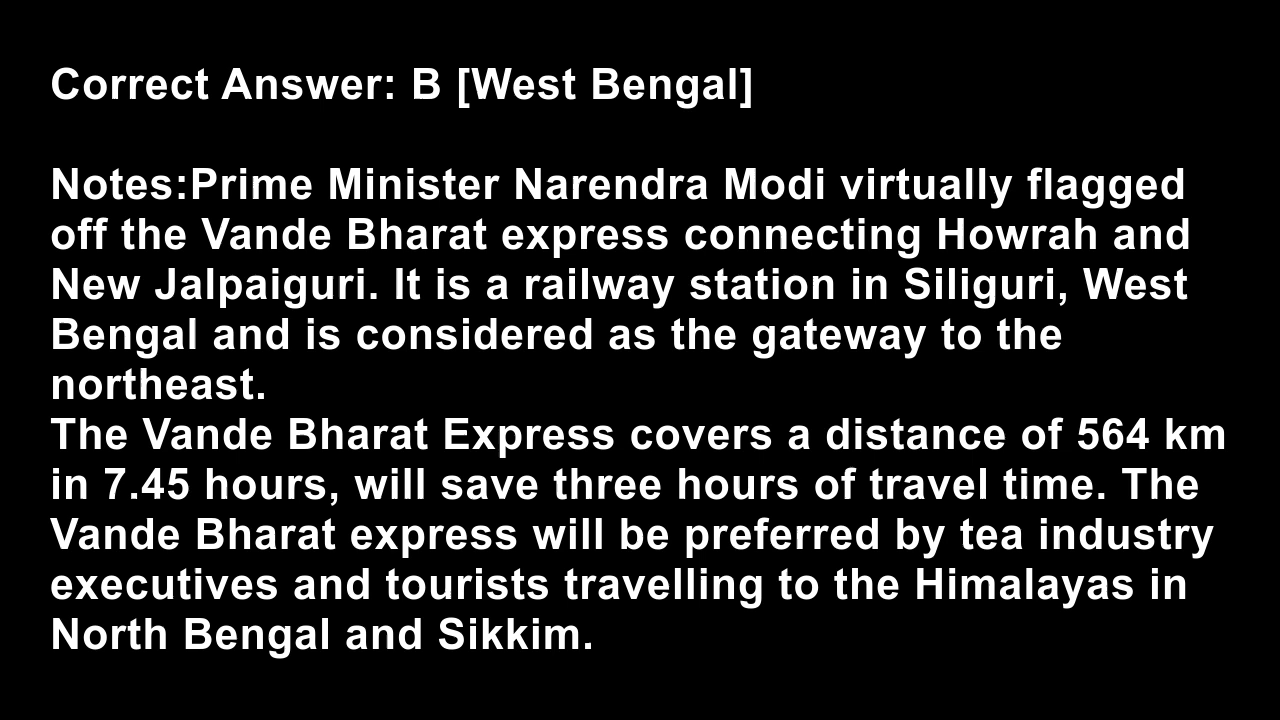 Correct Answer: B [West Bengal]
Notes:Prime Minister Narendra Modi virtually flagged
off the Vande Bharat express connecting Howrah and
New Jalpaiguri. It is a railway station in Siliguri, West
Bengal and is considered as the gateway to the
northeast.
The Vande Bharat Express covers a distance of 564 km
in 7.45 hours, will save three hours of travel time. The
Vande Bharat express will be preferred by tea industry
executives and tourists travelling to the Himalayas in
North Bengal and Sikkim.